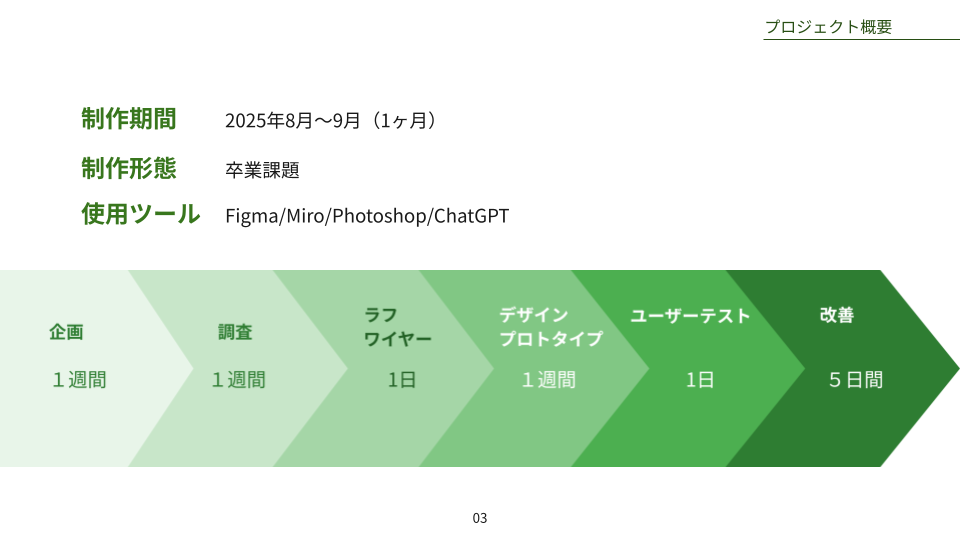 プロジェクト概要
制作期間 2025年8月〜9月（1ヶ月）
制作形態 卒業課題
使用ツール Figma/Miro/Photoshop/ChatGPT
企画
１週間
調査
１週間
ラフ
ワイヤー
1日
デザイン
プロトタイプ
１週間
ユーザーテスト
1日
改善
５日間
03